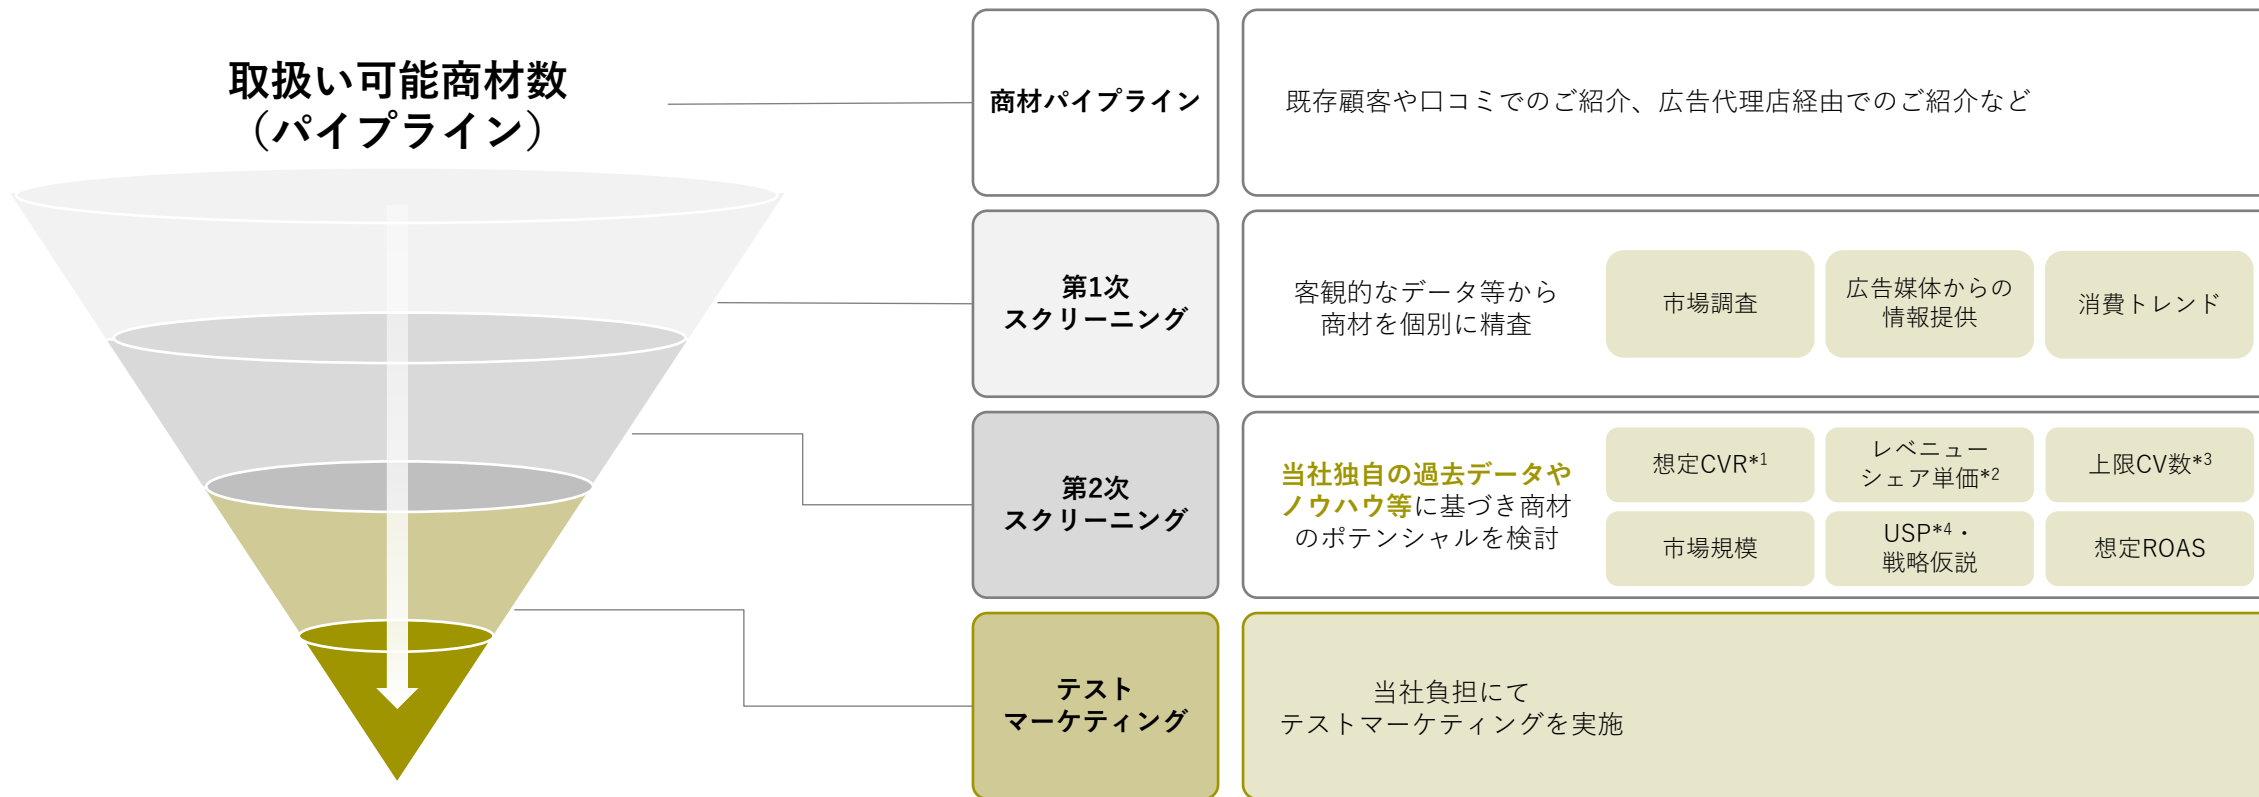 取扱い可能商材数
（パイプライン）
商材パイプライン
既存顧客や口コミでのご紹介、広告代理店経由でのご紹介など
第1次
スクリーニング
客観的なデータ等から
商材を個別に精査
市場調査
広告媒体からの
情報提供
消費トレンド
第2次
スクリーニング
当社独自の過去データや
ノウハウ等に基づき商材
のポテンシャルを検討
想定CVR*1
レベニュー
シェア単価*2
上限CV数*3
市場規模
USP*4・
戦略仮説
想定ROAS
テスト
マーケティング
当社負担にて
テストマーケティングを実施